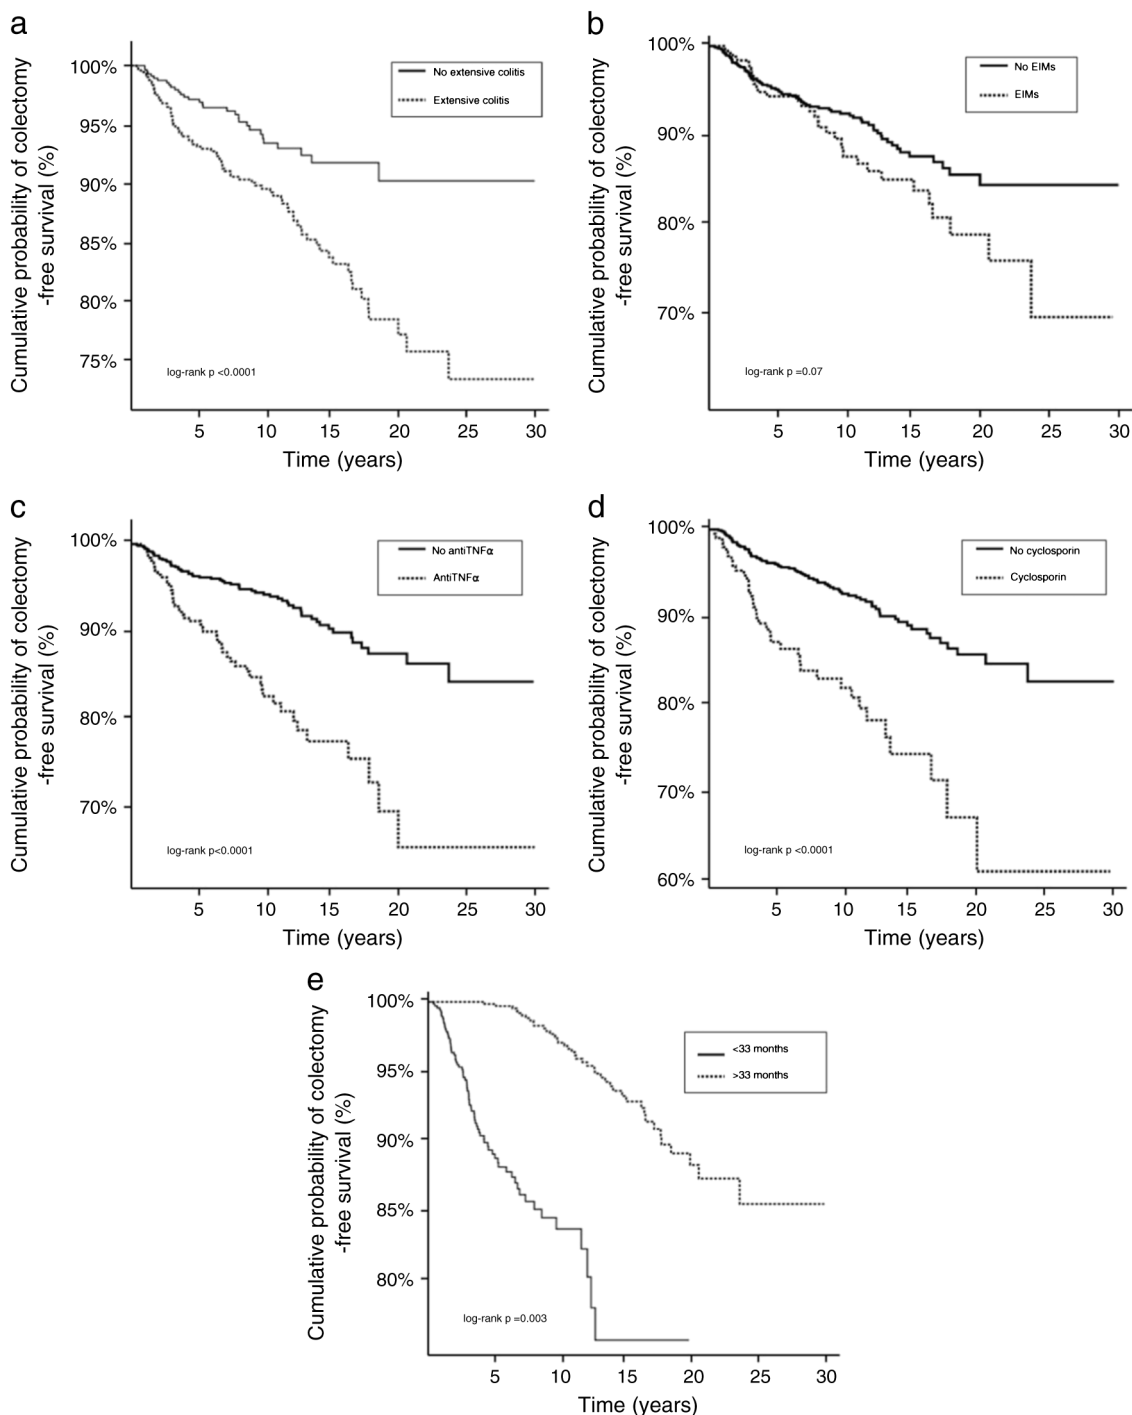 a
Cumulative probability of colectomy
-free survival (%)
100%
95%
90%
85%
80%
75%
No extensive colitis
Extensive colitis
log-rank p <0.0001
5 10 15 20 25 30
Time (years)
b
Cumulative probability of colectomy
-free survival (%)
100%
90%
80%
70%
No EIMs
EIMs
log-rank p =0.07
5 10 15 20 25 30
Time (years)
c
Cumulative probability of colectomy
-free survival (%)
100%
90%
80%
70%
No antiTNFα
AntiTNFα
log-rank p<0.0001
5 10 15 20 25 30
Time (years)
d
Cumulative probability of colectomy
-free survival (%)
100%
90%
80%
70%
60%
No cyclosporin
Cyclosporin
log-rank p <0.0001
5 10 15 20 25 30
Time (years)
e
Cumulative probability of colectomy
-free survival (%)
100%
95%
90%
85%
80%
<33 months
>33 months
log-rank p =0.003
5 10 15 20 25 30
Time (years)